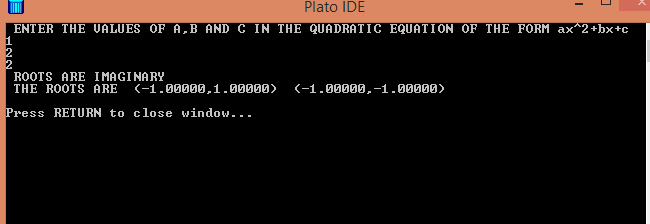 Plato IDE
ENTER THE VALUES OF A,B AND C IN THE QUADRATIC EQUATION OF THE FORM ax^2+bx+c
1
2
2
ROOTS ARE IMAGINARY
THE ROOTS ARE  (-1.00000,1.00000)  (-1.00000,-1.00000)
Press RETURN to close window...